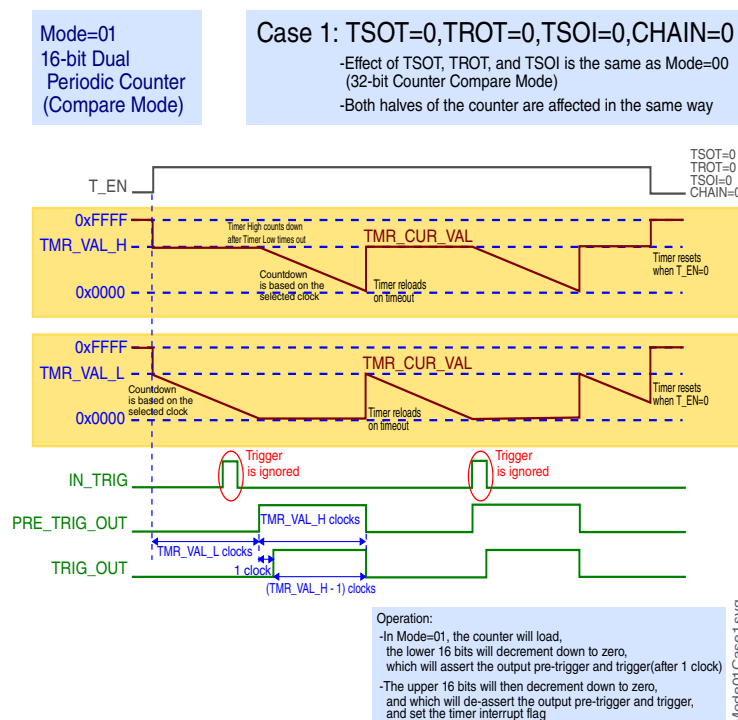 Mode=01
16-bit Dual
Periodic Counter
(Compare Mode)
Case 1: TSOT=0,TROT=0,TSOI=0,CHAIN=0
-Effect of TSOT, TROT, and TSOI is the same as Mode=00
(32-bit Counter Compare Mode)
-Both halves of the counter are affected in the same way
T_EN
TSOT=0
TROT=0
TSOI=0
CHAIN=0
0xFFFF
TMR_VAL_H
0x0000
Timer High counts down
after Timer Low times out
TMR_CUR_VAL
Countdown
is based on the
selected clock
Timer reloads
on timeout
Timer resets
when T_EN=0
0xFFFF
TMR_VAL_L
0x0000
TMR_CUR_VAL
Countdown
is based on the
selected clock
Timer reloads
on timeout
Timer resets
when T_EN=0
IN_TRIG
Trigger
is ignored
Trigger
is ignored
PRE_TRIG_OUT
TMR_VAL_H clocks
TMR_VAL_L clocks
TRIG_OUT
1 clock
(TMR_VAL_H - 1) clocks
Operation:
-In Mode=01, the counter will load,
the lower 16 bits will decrement down to zero,
which will assert the output pre-trigger and trigger(after 1 clock)
-The upper 16 bits will then decrement down to zero,
and which will de-assert the output pre-trigger and trigger,
and set the timer interrupt flag
Mode01Case1.svg